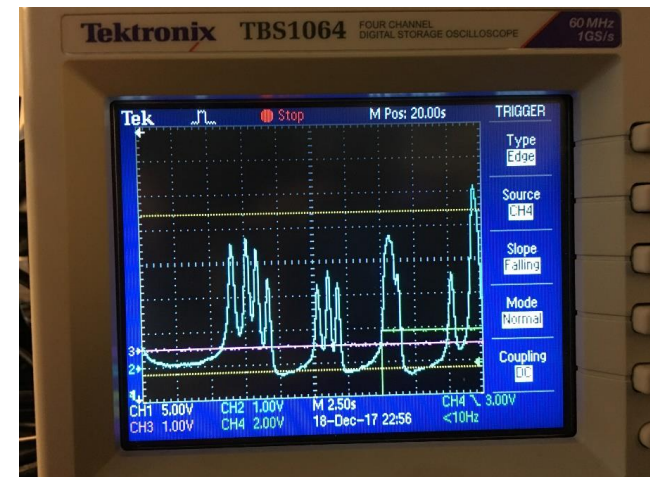 Tektronix TBS1064 FOUR CHANNEL DIGITAL STORAGE OSCILLOSCOPE
60 MHz
1GS/s
Tek Stop M Pos: 20.00s TRIGGER
Type
Edge
Source
CH4
Slope
Falling
Mode
Normal
Coupling
DC
3
2
CH1 5.00V CH2 1.00V M 2.50s CH4 3.00V
CH3 1.00V CH4 2.00V 18-Dec-17 22:56 <10Hz